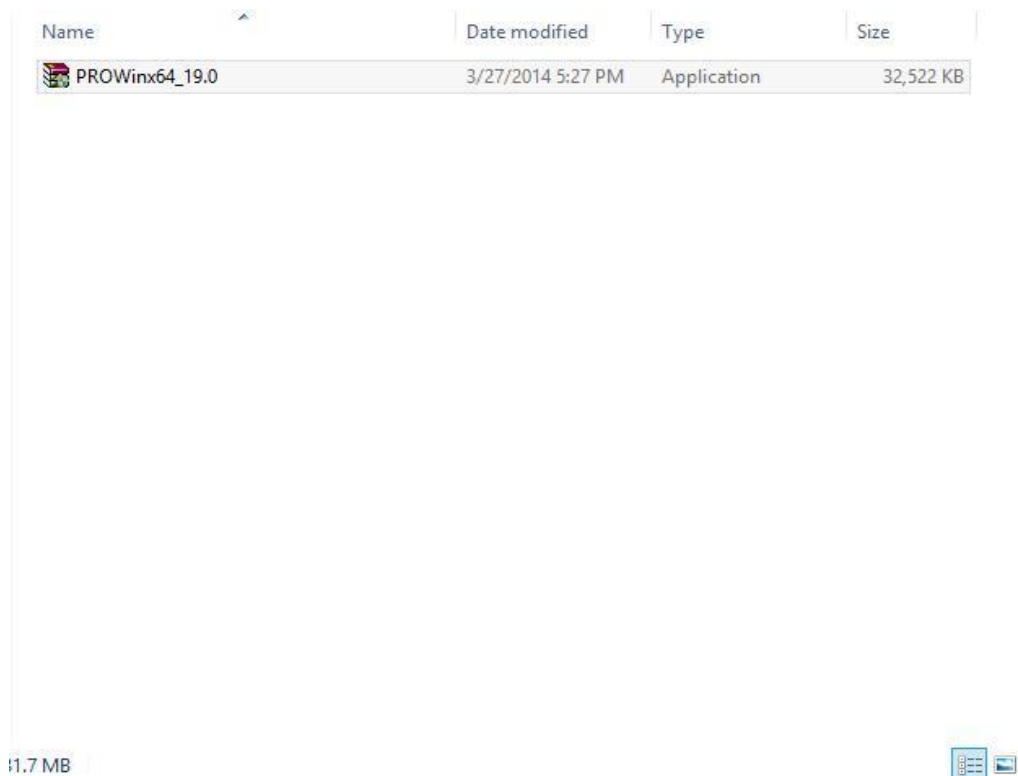 Name Date modified Type Size
PROWinx64_19.0 3/27/2014 5:27 PM Application 32,522 KB
31.7 MB